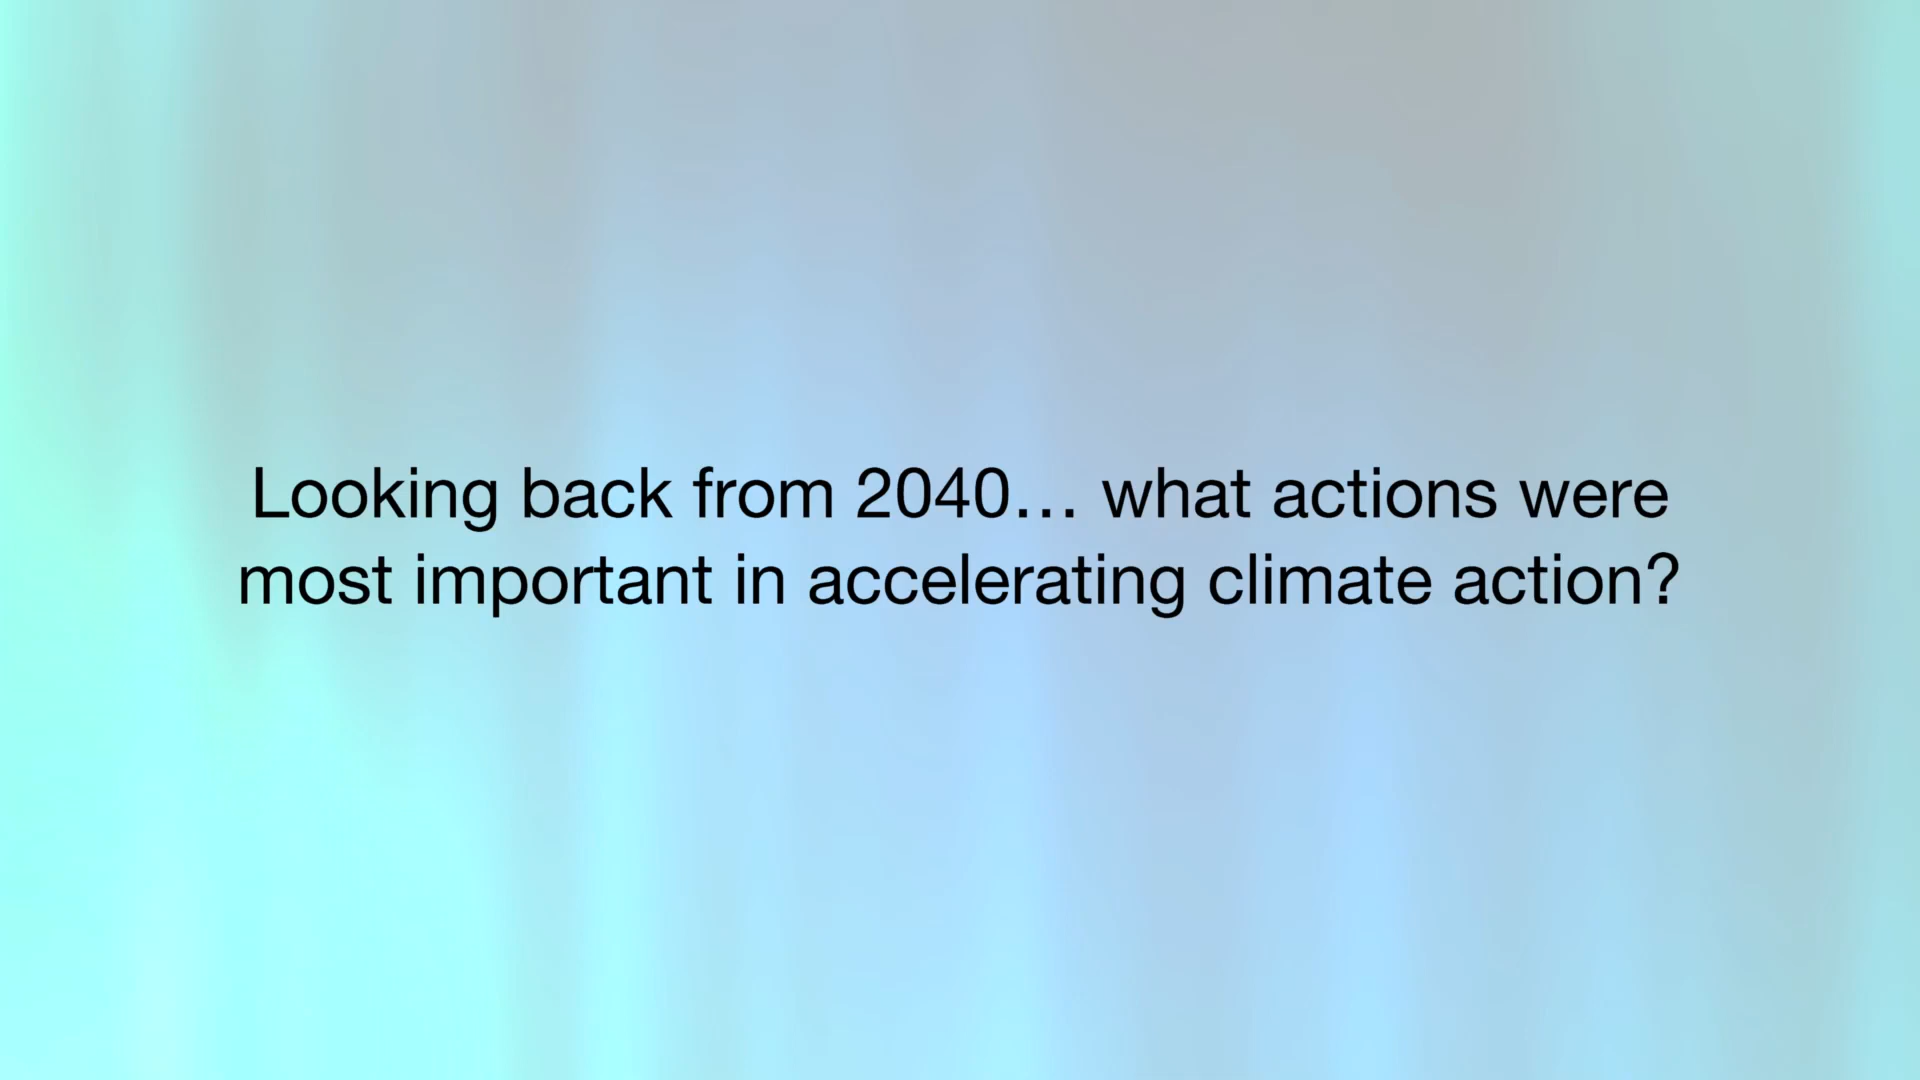 Looking back from 2040… what actions were
most important in accelerating climate action?